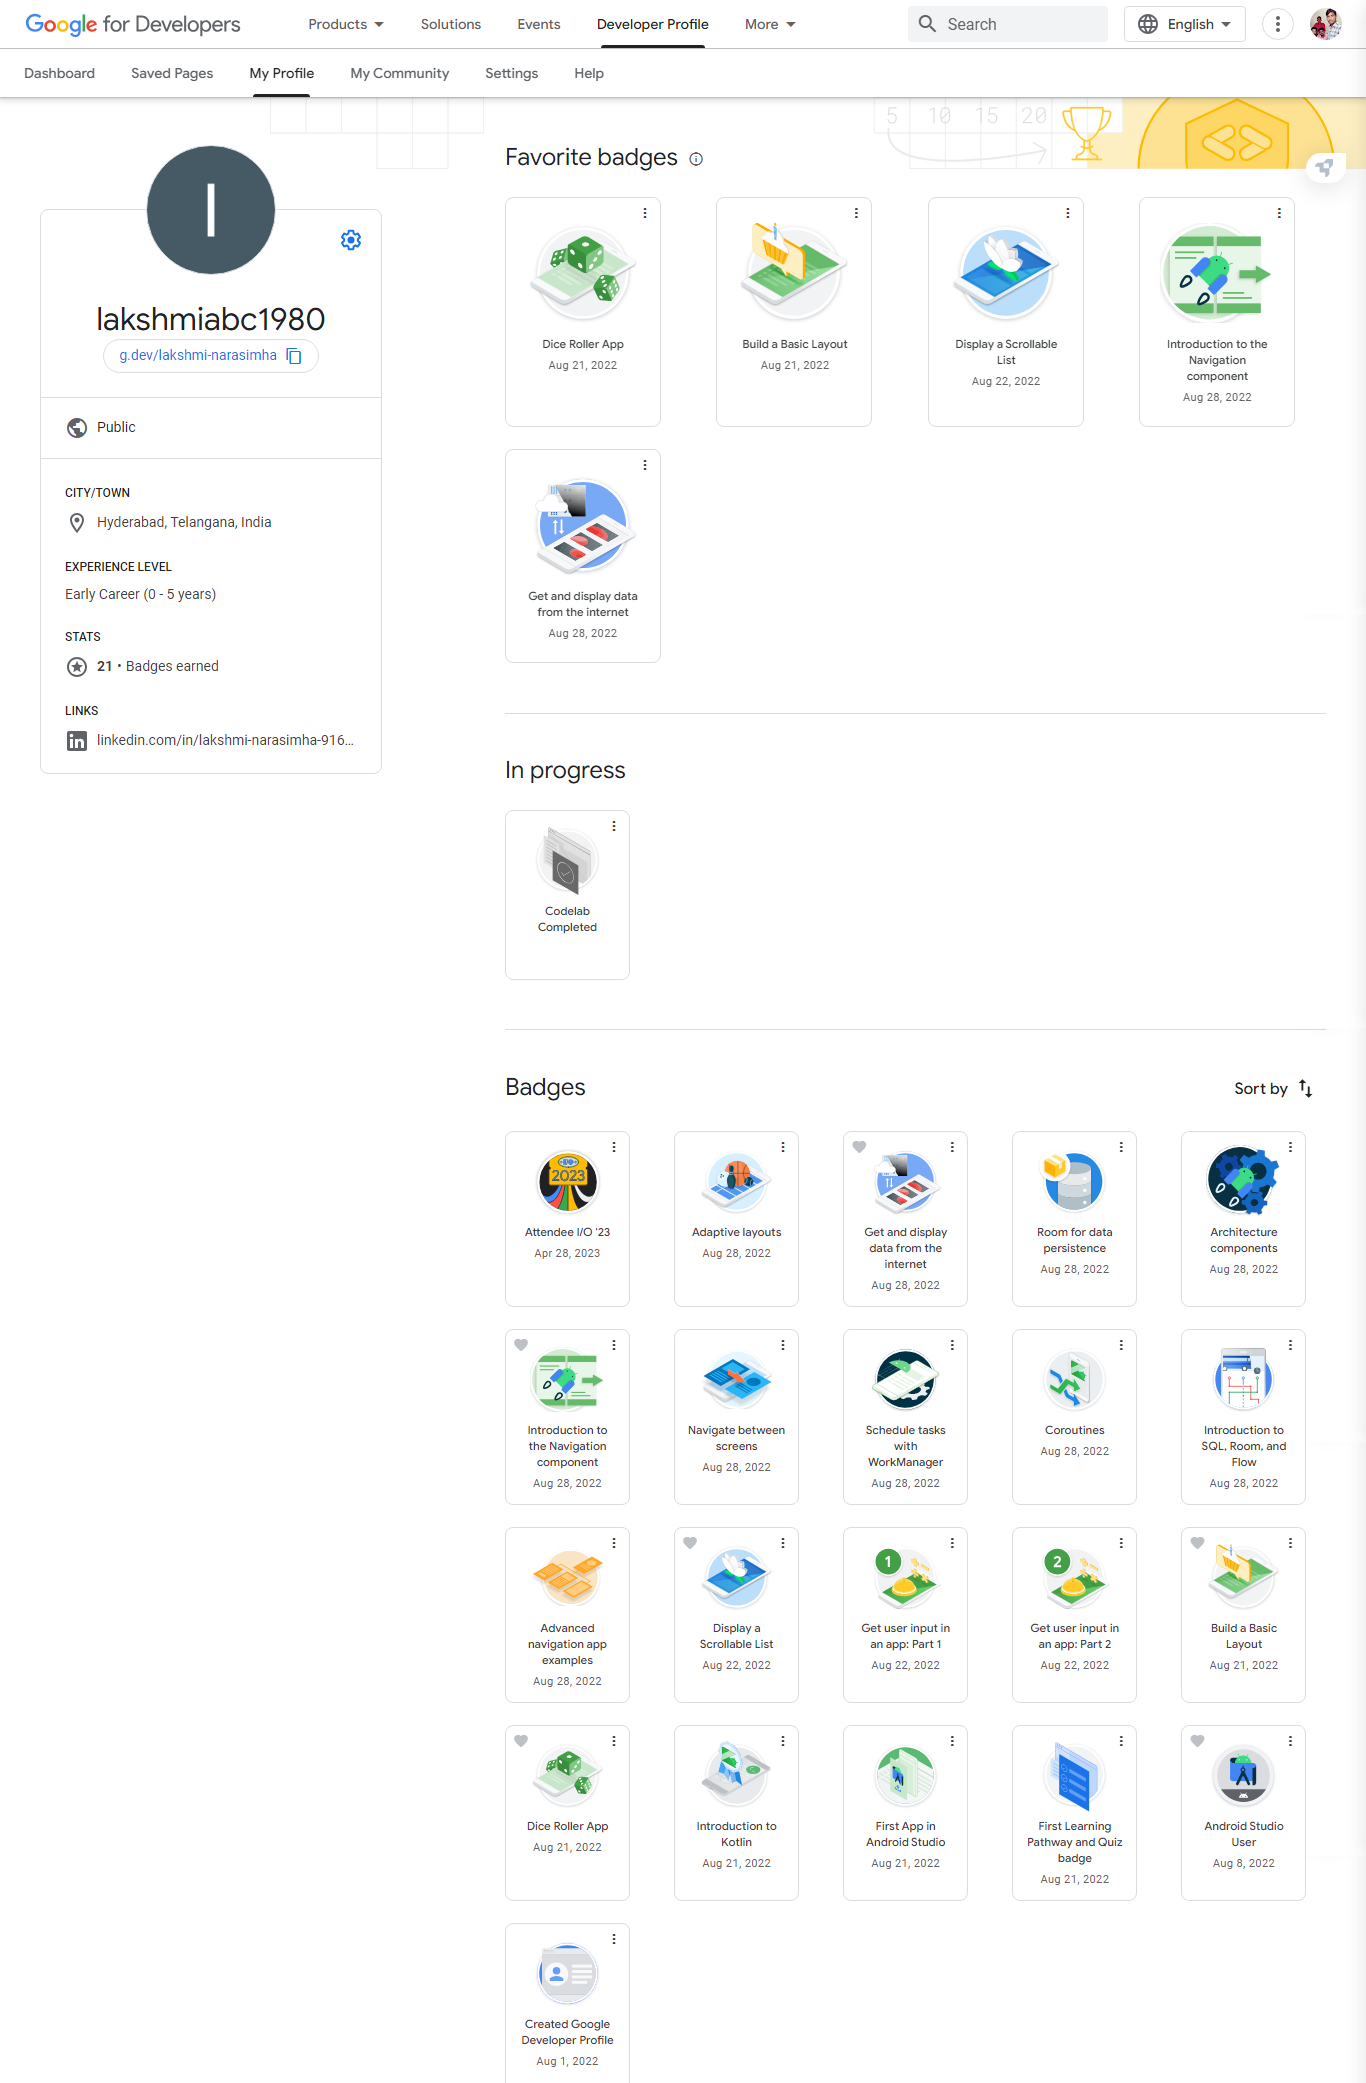 Google for Developers
Products
Solutions
Events
Developer Profile
More
Search
English
Dashboard
Saved Pages
My Profile
My Community
Settings
Help
5 10 15 20
l
lakshmiabc1980
g.dev/lakshmi-narasimha
Public
CITY/TOWN
Hyderabad, Telangana, India
EXPERIENCE LEVEL
Early Career (0 - 5 years)
STATS
21 • Badges earned
LINKS
linkedin.com/in/lakshmi-narasimha-916...
Favorite badges
Dice Roller App
Aug 21, 2022
Build a Basic Layout
Aug 21, 2022
Display a Scrollable
List
Aug 22, 2022
Introduction to the
Navigation
component
Aug 28, 2022
Get and display data
from the internet
Aug 28, 2022
In progress
Codelab
Completed
Badges
Sort by
2023
Attendee I/O '23
Apr 28, 2023
Adaptive layouts
Aug 28, 2022
Get and display
data from the
internet
Aug 28, 2022
Room for data
persistence
Aug 28, 2022
Architecture
components
Aug 28, 2022
Introduction to
the Navigation
component
Aug 28, 2022
Navigate between
screens
Aug 28, 2022
Schedule tasks
with
WorkManager
Aug 28, 2022
Coroutines
Aug 28, 2022
Introduction to
SQL, Room, and
Flow
Aug 28, 2022
Advanced
navigation app
examples
Aug 28, 2022
Display a
Scrollable List
Aug 22, 2022
1
Get user input in
an app: Part 1
Aug 22, 2022
2
Get user input in
an app: Part 2
Aug 22, 2022
Build a Basic
Layout
Aug 21, 2022
Dice Roller App
Aug 21, 2022
Introduction to
Kotlin
Aug 21, 2022
First App in
Android Studio
Aug 21, 2022
First Learning
Pathway and Quiz
badge
Aug 21, 2022
Android Studio
User
Aug 8, 2022
Created Google
Developer Profile
Aug 1, 2022